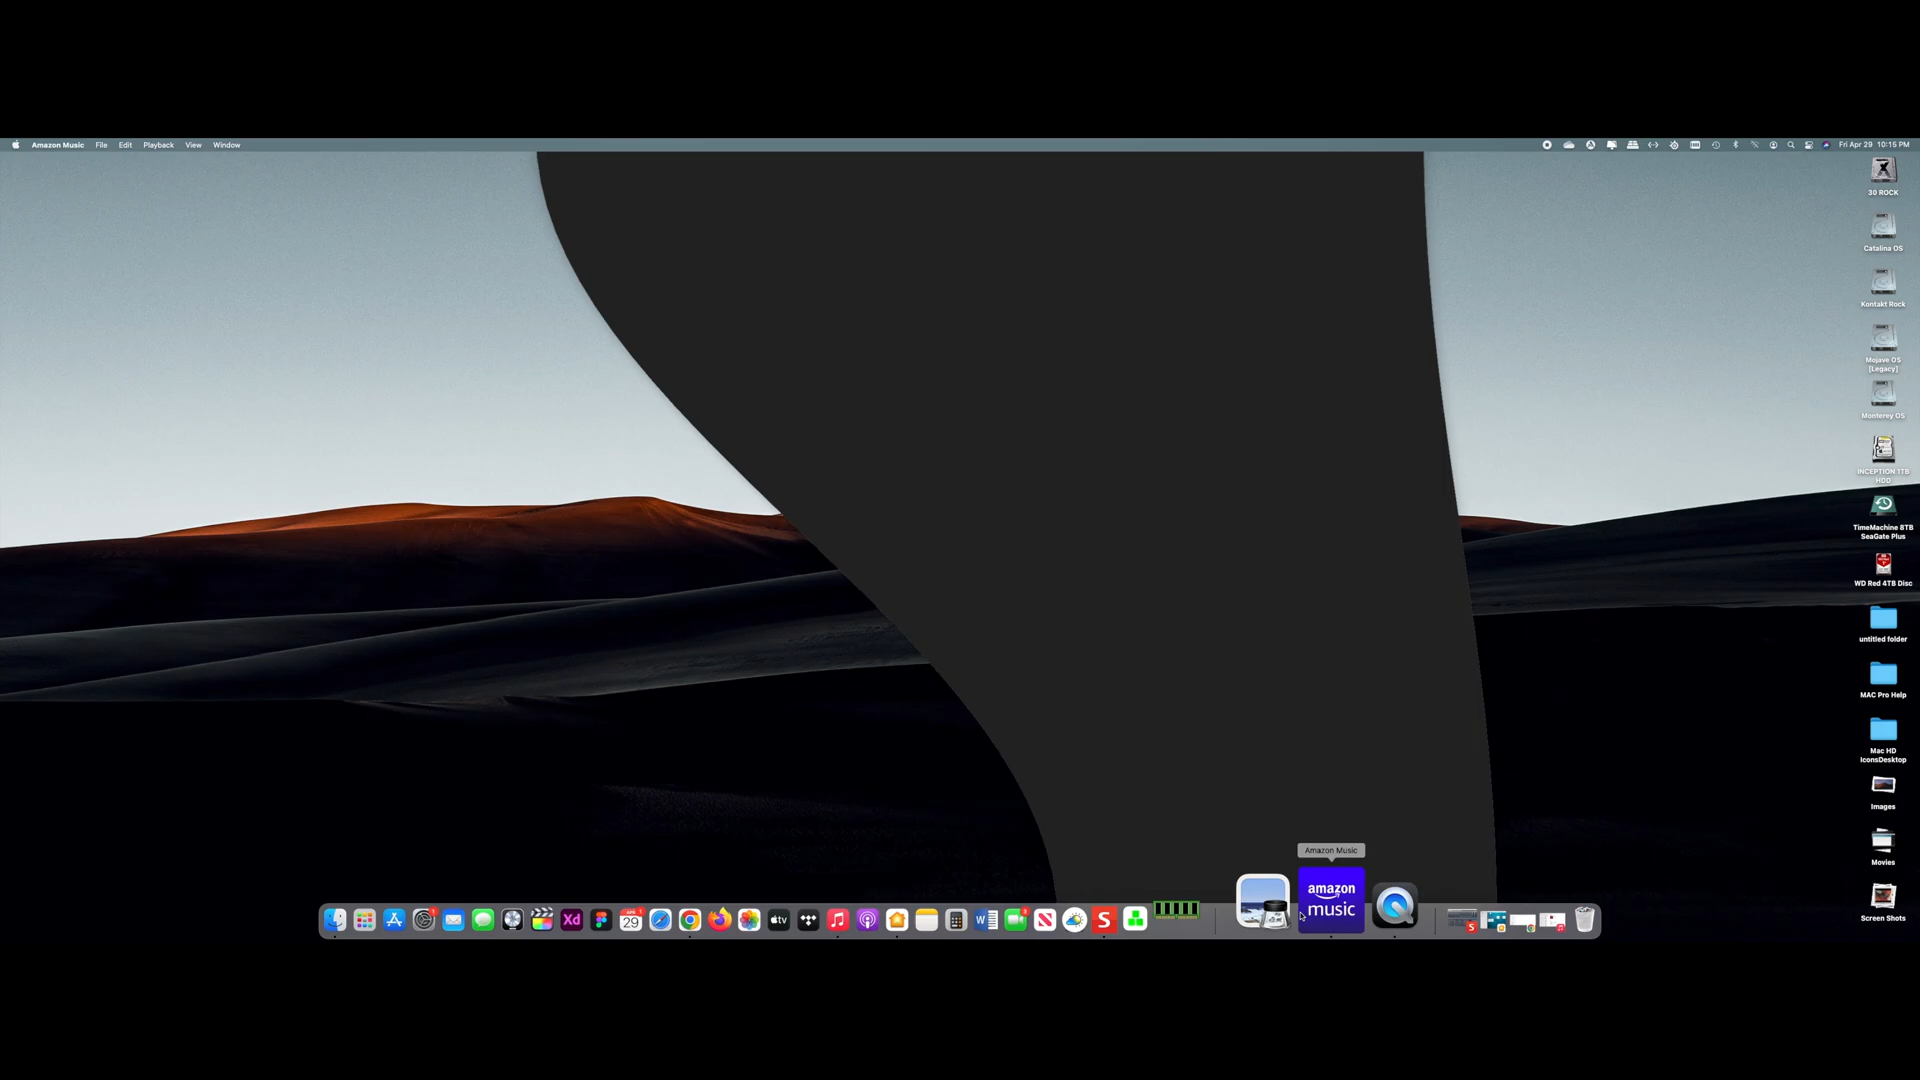 Amazon Music File Edit Playback View Window
Fri Apr 29 10:15 PM
30 ROCK
Catalina OS
Kontakt Rock
Mojave OS
[Legacy]
Monterey OS
INCEPTION 1TB
HDD
TimeMachine 8TB
SeaGate Plus
WD Red 4TB Disc
untitled folder
MAC Pro Help
Mac HD
IconsDesktop
Images
Movies
Screen Shots
Amazon Music
amazon
music
Xd
29
tv
W
N
S